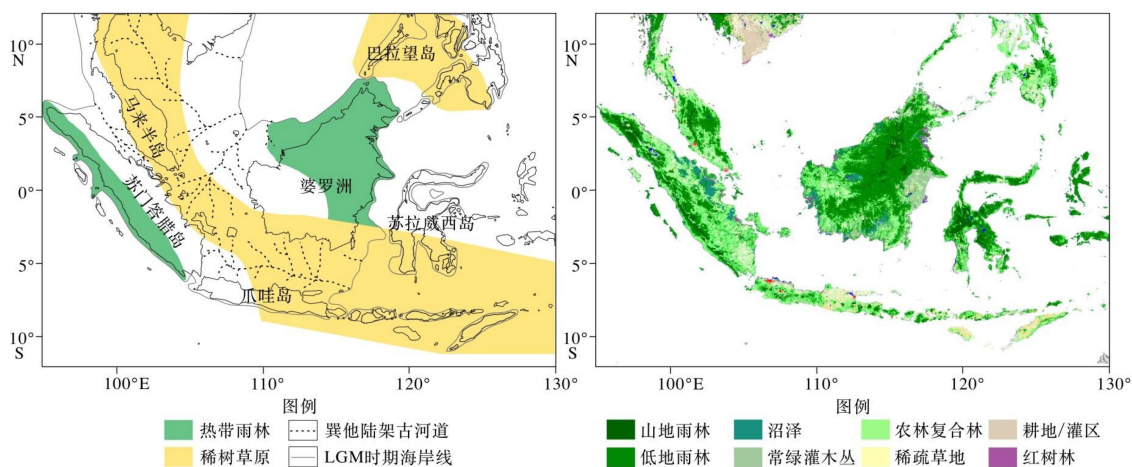 10°
N
5°
0°
5°
10°
S
100°E
110°
120°
130°
巴拉望岛
马来半岛
婆罗洲
苏门答腊岛
苏拉威西岛
爪哇岛
图例
热带雨林
巽他陆架古河道
稀树草原
LGM时期海岸线
10°
N
5°
0°
5°
10°
S
100°E
110°
120°
130°
图例
山地雨林
沼泽
农林复合林
耕地/灌区
低地雨林
常绿灌木丛
稀疏草地
红树林